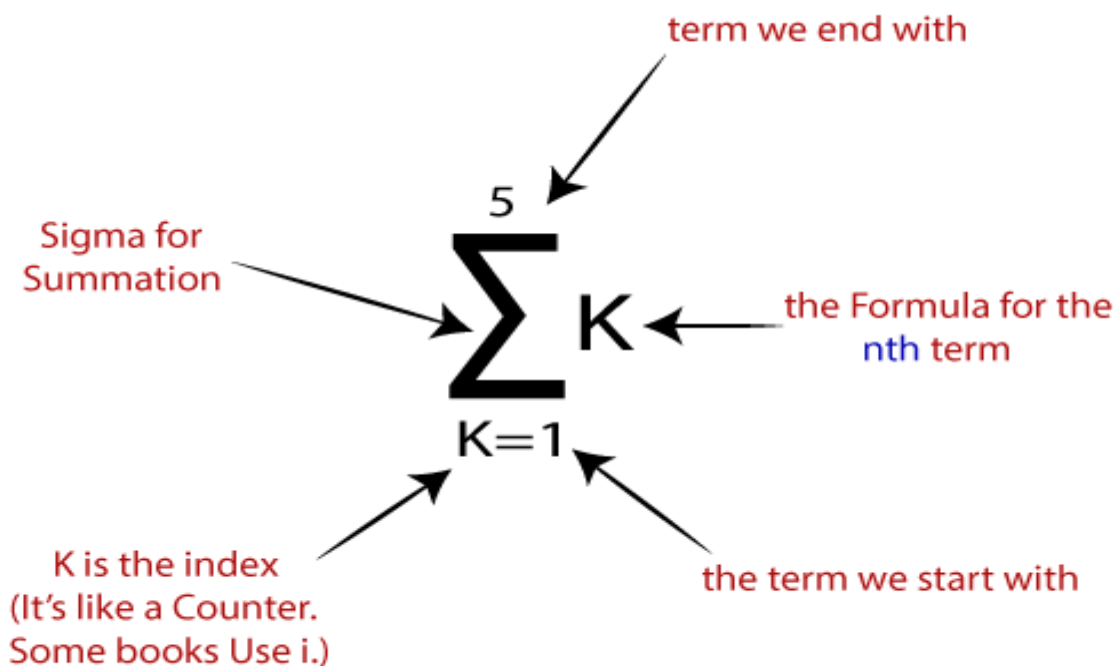 term we end with
5
Sigma for
Summation
∑ K
the Formula for the
nth term
K=1
K is the index
(It's like a Counter.
Some books Use i.)
the term we start with